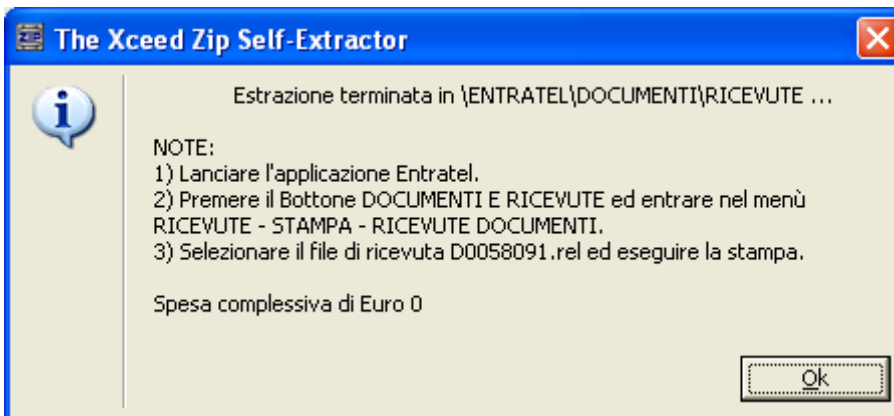 ZIP
The Xceed Zip Self-Extractor
Estrazione terminata in \ENTRATEL\DOCUMENTI\RICEVUTE ...
NOTE:
1) Lanciare l'applicazione Entratel.
2) Premere il Bottone DOCUMENTI E RICEVUTE ed entrare nel menù
RICEVUTE - STAMPA - RICEVUTE DOCUMENTI.
3) Selezionare il file di ricevuta D0058091.rel ed eseguire la stampa.
Spesa complessiva di Euro 0
Ok